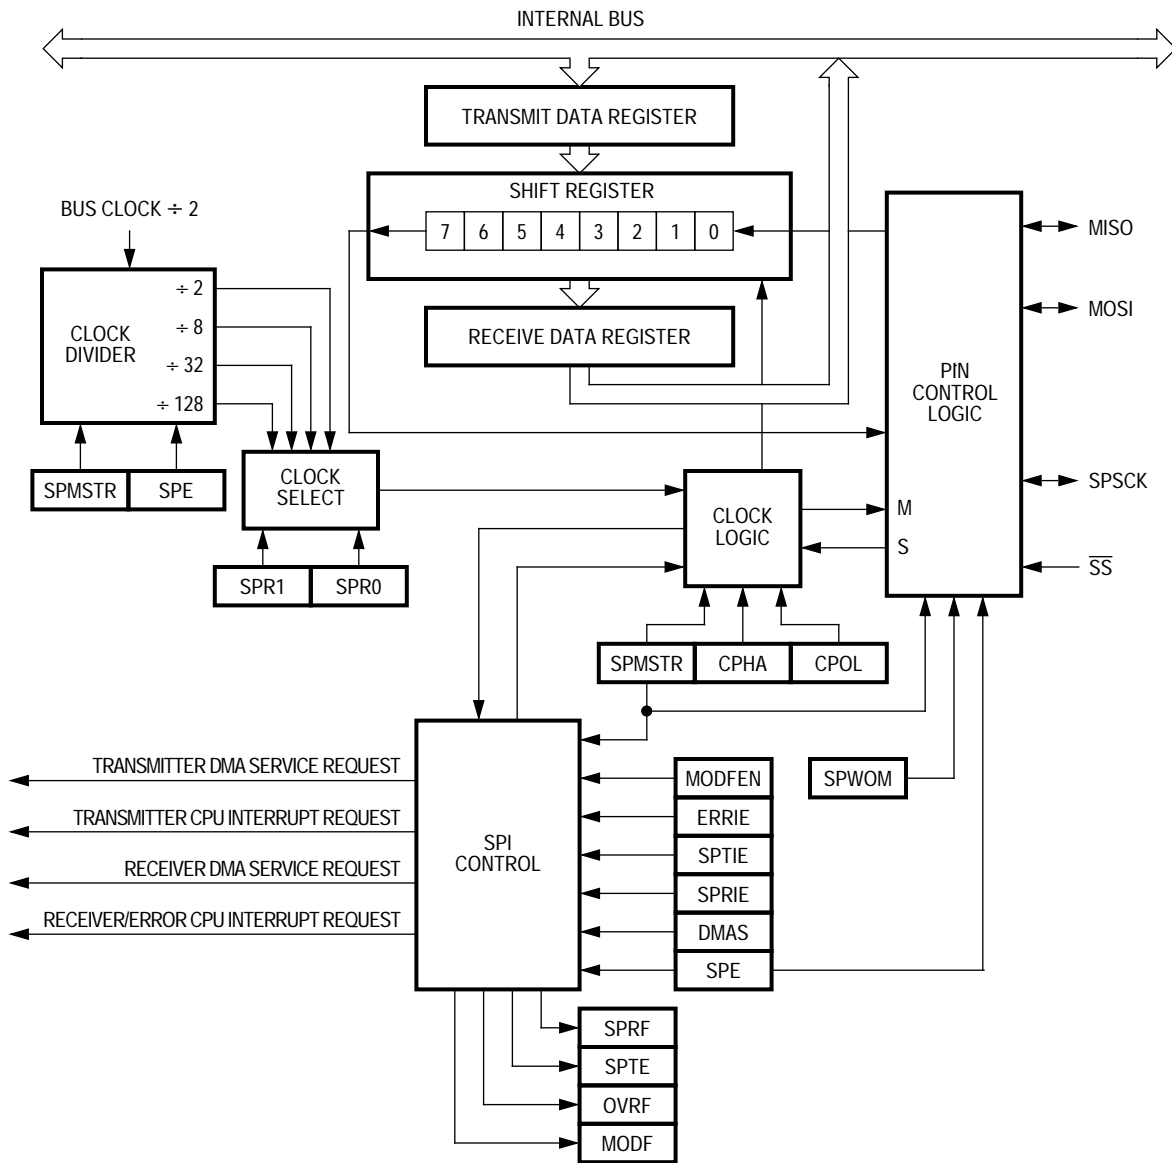 INTERNAL BUS
TRANSMIT DATA REGISTER
SHIFT REGISTER
7 6 5 4 3 2 1 0
RECEIVE DATA REGISTER
BUS CLOCK ÷ 2
CLOCK
DIVIDER
÷ 2
÷ 8
÷ 32
÷ 128
SPMSTR SPE
CLOCK
SELECT
SPR1 SPR0
CLOCK
LOGIC
PIN
CONTROL
LOGIC
M
S
MISO
MOSI
SPSCK
SS
SPMSTR CPHA CPOL
TRANSMITTER DMA SERVICE REQUEST
TRANSMITTER CPU INTERRUPT REQUEST
RECEIVER DMA SERVICE REQUEST
RECEIVER/ERROR CPU INTERRUPT REQUEST
SPI
CONTROL
MODFEN
ERRIE
SPTIE
SPRIE
DMAS
SPE
SPWOM
SPRF
SPTE
OVRF
MODF